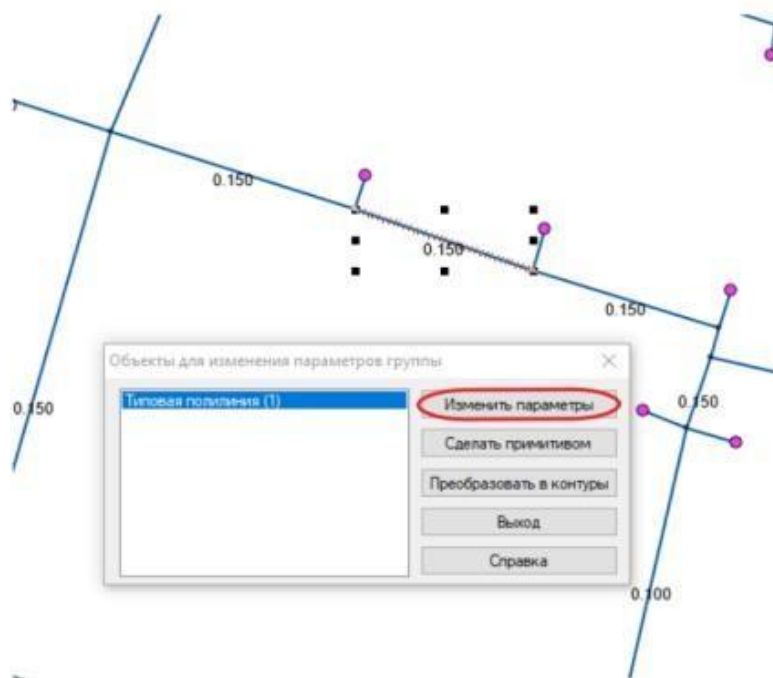 0.150
0.150
0.150
Объекты для изменения параметров группы
Типовая полилиния (1)
Изменить параметры
Сделать примитивом
Преобразовать в контуры
Выход
Справка
0.150
0.150
0.100